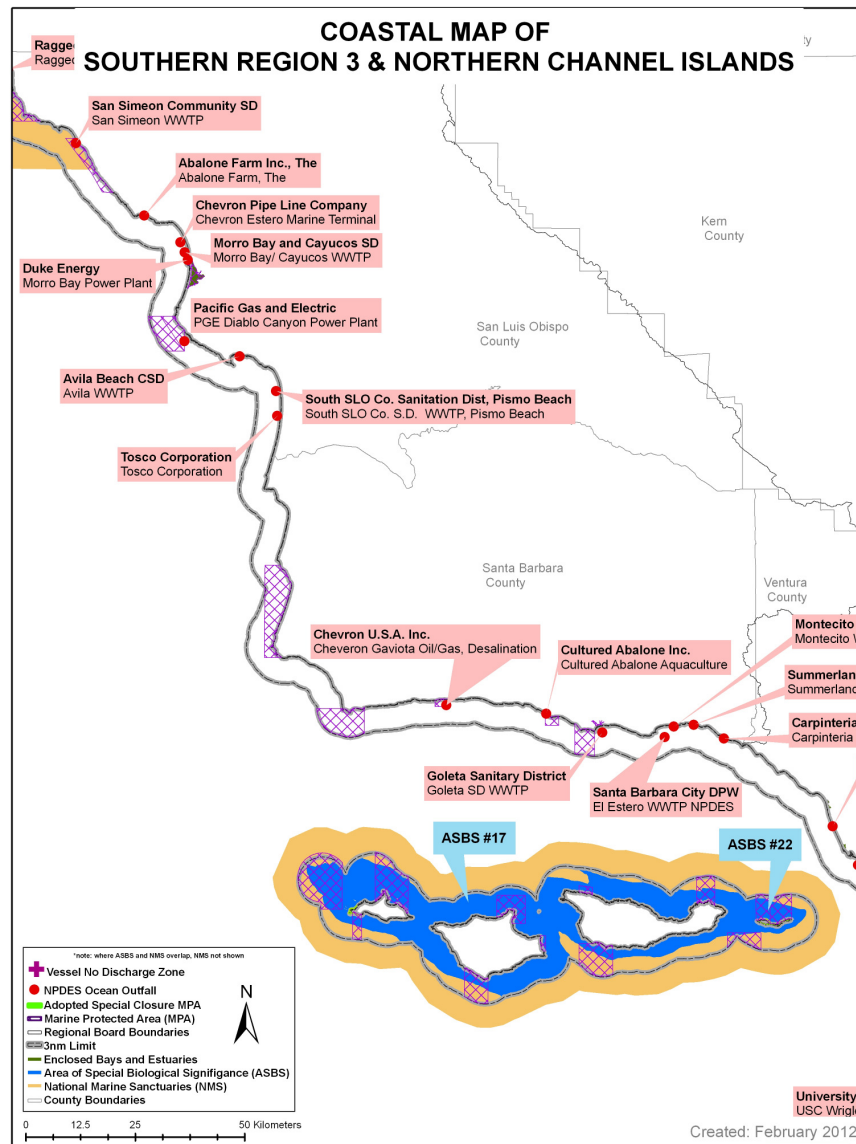 COASTAL MAP OF
SOUTHERN REGION 3 & NORTHERN CHANNEL ISLANDS
San Simeon Community SD
San Simeon WWTP
Abalone Farm Inc., The
Abalone Farm, The
Chevron Pipe Line Company
Chevron Estero Marine Terminal
Morro Bay and Cayucos SD
Morro Bay/ Cayucos WWTP
Duke Energy
Morro Bay Power Plant
Kern
County
Pacific Gas and Electric
PGE Diablo Canyon Power Plant
San Luis Obispo
County
Avila Beach CSD
Avila WWTP
South SLO Co. Sanitation Dist, Pismo Beach
South SLO Co. S.D. WWTP, Pismo Beach
Tosco Corporation
Tosco Corporation
Santa Barbara
County
Ventura
County
Chevron U.S.A. Inc.
Cheveron Gaviota Oil/Gas, Desalination
Cultured Abalone Inc.
Cultured Abalone Aquaculture
Montecito
Montecito W
Summerlan
Summerland
Carpinteria
Carpinteria
Goleta Sanitary District
Goleta SD WWTP
Santa Barbara City DPW
El Estero WWTP NPDES
ASBS #17
ASBS #22
*note: where ASBS and NMS overlap, NMS not shown
Vessel No Discharge Zone
NPDES Ocean Outfall
Adopted Special Closure MPA
Marine Protected Area (MPA)
Regional Board Boundaries
3nm Limit
Enclosed Bays and Estuaries
Area of Special Biological Signifigance (ASBS)
National Marine Sanctuaries (NMS)
County Boundaries
N
0 12.5 25 50 Kilometers
University
USC Wrigle
Created: February 2012